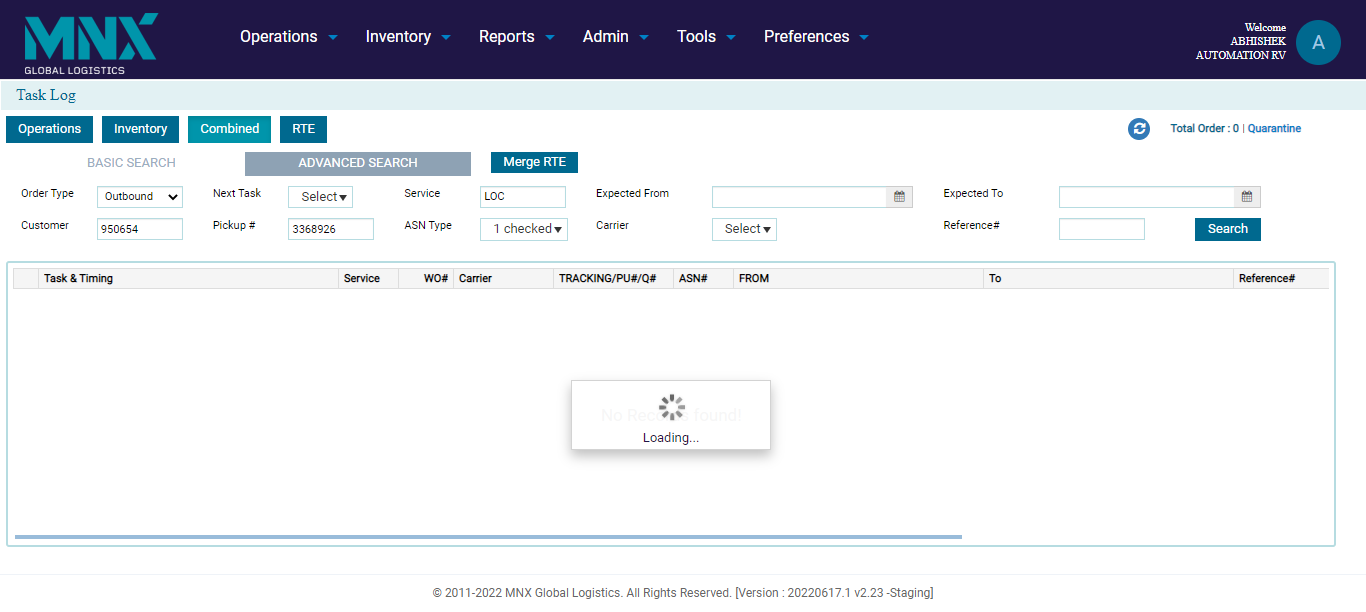 MNX
GLOBAL LOGISTICS
Operations Inventory Reports Admin Tools Preferences
Welcome
ABHISHEK
AUTOMATION RV
A
Task Log
Operations Inventory Combined RTE
Total Order : 0 | Quarantine
BASIC SEARCH ADVANCED SEARCH Merge RTE
Order Type Outbound Next Task Select Service LOC Expected From Expected To
Customer 950654 Pickup # 3368926 ASN Type 1 checked Carrier Select Reference# Search
Task & Timing Service WO# Carrier TRACKING/PU#/Q# ASN# FROM To Reference#
No Records found!
Loading...
© 2011-2022 MNX Global Logistics. All Rights Reserved. [Version : 20220617.1 v2.23 -Staging]